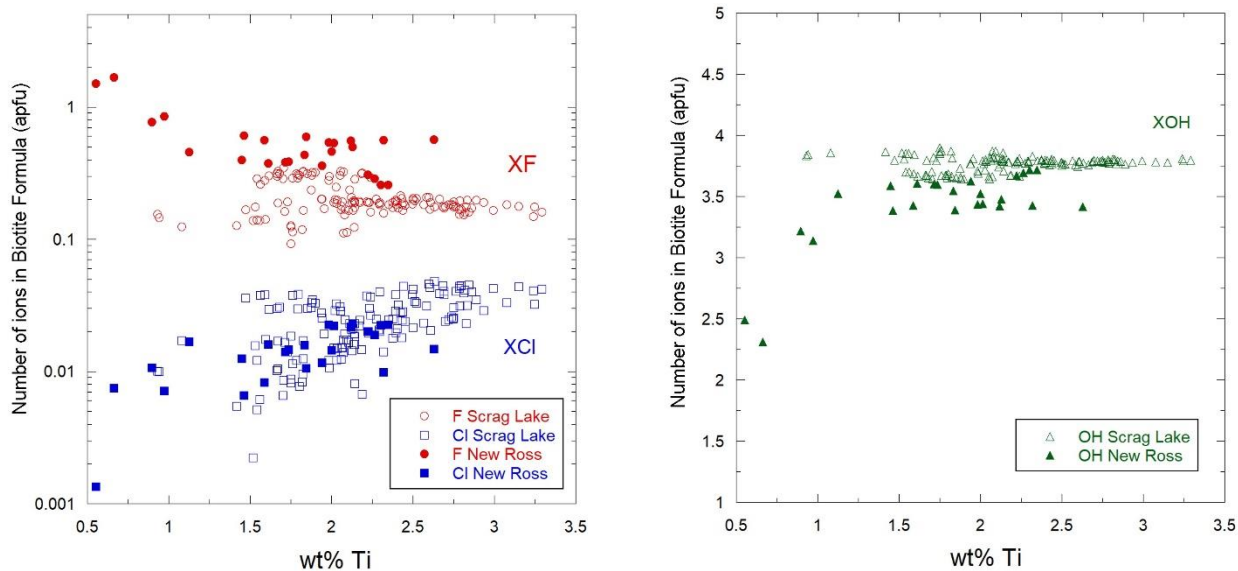 Number of ions in Biotite Formula (apfu)
1
0.1
0.01
0.001
XF
XCl
F Scrag Lake
Cl Scrag Lake
F New Ross
Cl New Ross
0.5 1 1.5 2 2.5 3 3.5
wt% Ti
Number of ions in Biotite Formula (apfu)
5
4.5
4
3.5
3
2.5
2
1.5
1
XOH
OH Scrag Lake
OH New Ross
0.5 1 1.5 2 2.5 3 3.5
wt% Ti